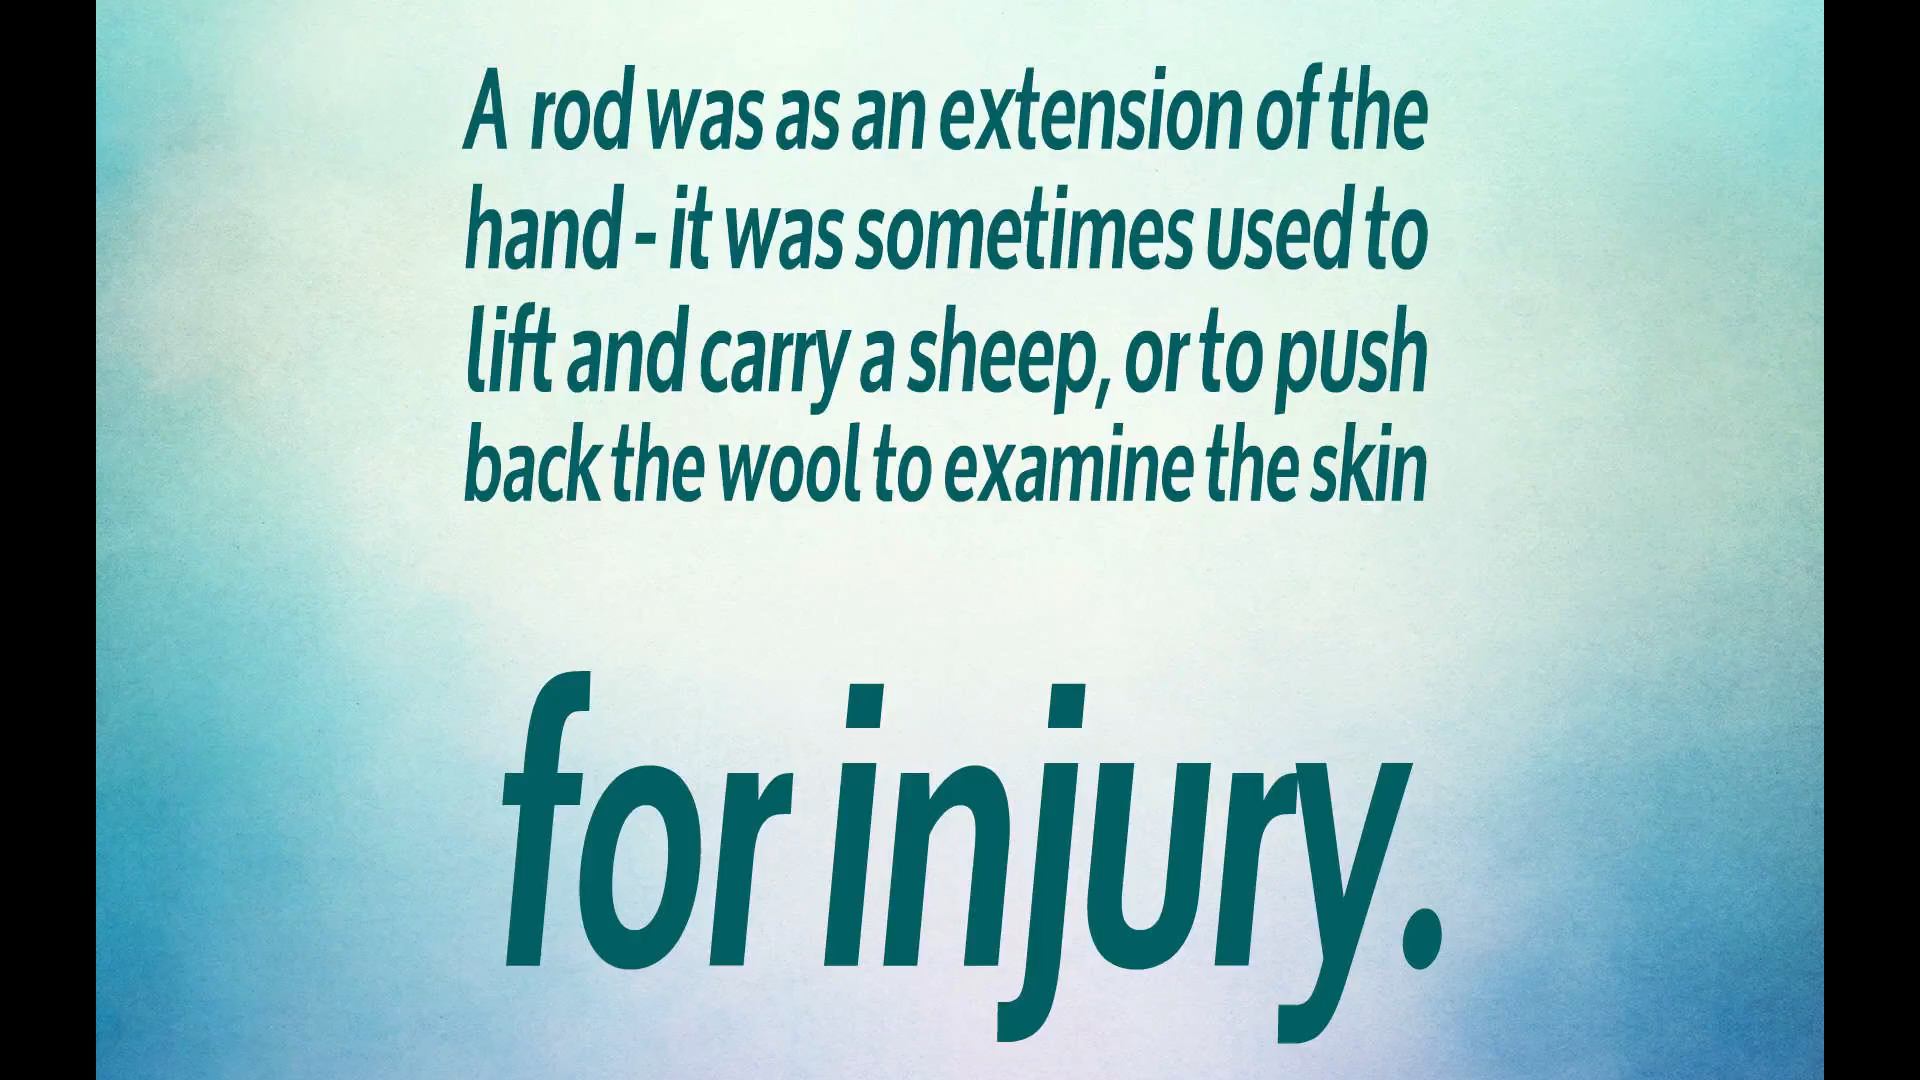 A rod was as an extension of the
hand - it was sometimes used to
lift and carry a sheep, or to push
back the wool to examine the skin
for injury.